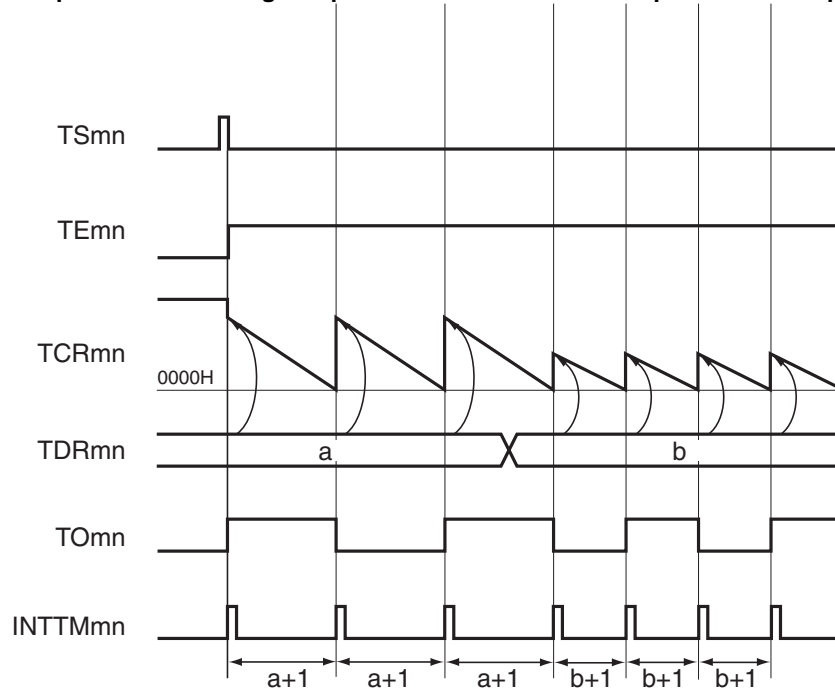 TSmn
TEmn
TCRmn
0000H
TDRmn
a
b
TOmn
INTTMmn
a+1
a+1
a+1
b+1
b+1
b+1